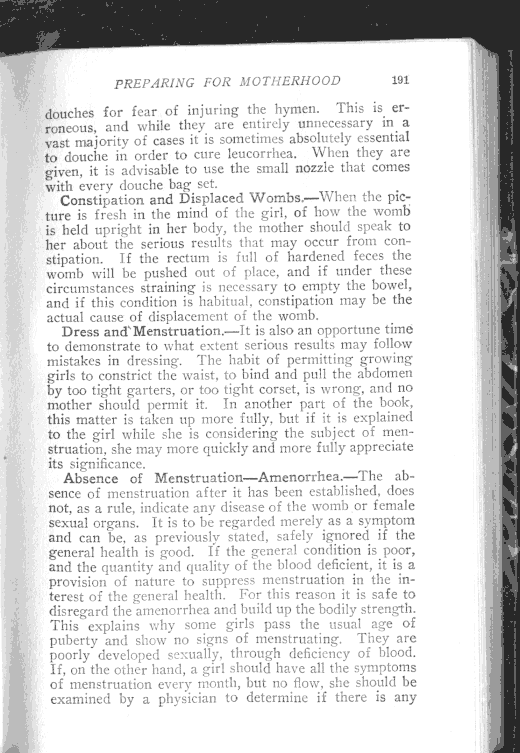 PREPARING FOR MOTHERHOOD 191
douches for fear of injuring the hymen. This is er-
roneous, and while they are entirely unnecessary in a
vast majority of cases it is sometimes absolutely essential
to douche in order to cure leucorrhea. When they are
given, it is advisable to use the small nozzle that comes
with every douche bag set.
Constipation and Displaced Wombs.—When the pic-
ture is fresh in the mind of the girl, of how the womb
is held upright in her body, the mother should speak to
her about the serious results that may occur from con-
stipation. If the rectum is full of hardened feces the
womb will be pushed out of place, and if under these
circumstances straining is necessary to empty the bowel,
and if this condition is habitual, constipation may be the
actual cause of displacement of the womb.
Dress and Menstruation.—It is also an opportune time
to demonstrate to what extent serious results may follow
mistakes in dressing. The habit of permitting growing
girls to constrict the waist, to bind and pull the abdomen
by too tight garters, or too tight corset, is wrong, and no
mother should permit it. In another part of the book,
this matter is taken up more fully, but if it is explained
to the girl while she is considering the subject of men-
struation, she may more quickly and more fully appreciate
its significance.
Absence of Menstruation—Amenorrhea.—The ab-
sence of menstruation after it has been established, does
not, as a rule, indicate any disease of the womb or female
sexual organs. It is to be regarded merely as a symptom
and can be, as previously stated, safely ignored if the
general health is good. If the general condition is poor,
and the quantity and quality of the blood deficient, it is a
provision of nature to suppress menstruation in the in-
terest of the general health. For this reason it is safe to
disregard the amenorrhea and build up the bodily strength.
This explains why some girls pass the usual age of
puberty and show no signs of menstruating. They are
poorly developed sexually, through deficiency of blood.
If, on the other hand, a girl should have all the symptoms
of menstruation every month, but no flow, she should be
examined by a physician to determine if there is any